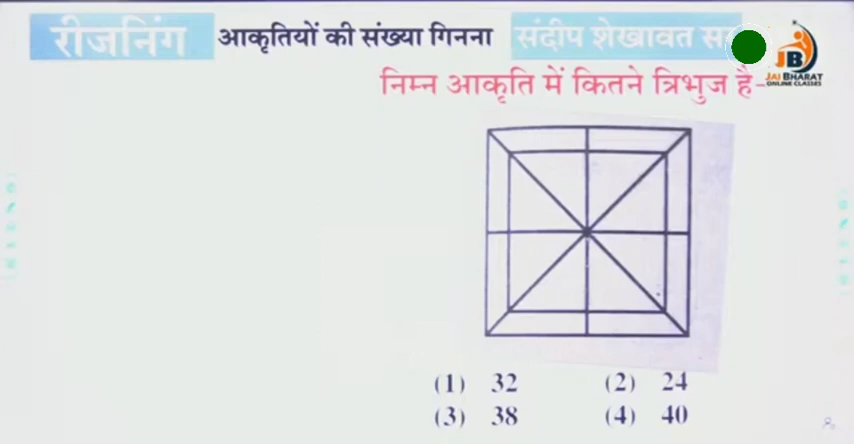 रीजनिंग आकृतियों की संख्या गिनना संदीप शेखावत
JB
JAI BHARAT
ONLINE CLASSES
निम्न आकृति में कितने त्रिभुज है-
(1) 32 (2) 24
(3) 38 (4) 40